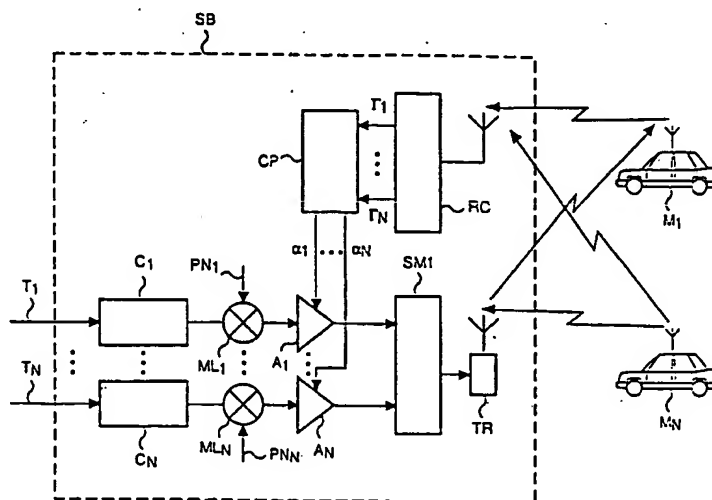 SB
Γ1
CP
ΓN
RC
M1
α1
αN
SM1
PN1
C1
T1
ML1
A1
TN
CN
MLN
PNN
AN
TR
MN